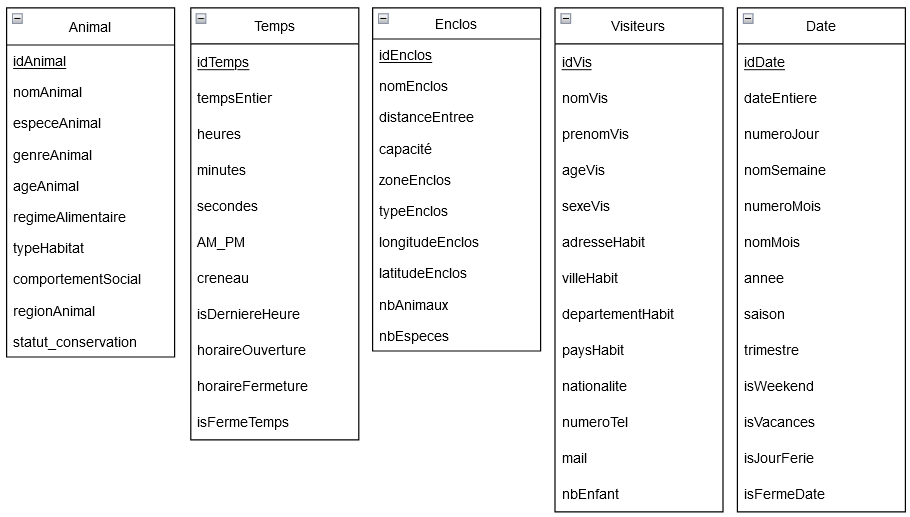 Animal
idAnimal
nomAnimal
especeAnimal
genreAnimal
ageAnimal
regimeAlimentaire
typeHabitat
comportementSocial
regionAnimal
statut_conservation
Temps
idTemps
tempsEntier
heures
minutes
secondes
AM_PM
creneau
isDerniereHeure
horaireOuverture
horaireFermeture
isFermeTemps
Enclos
idEnclos
nomEnclos
distanceEntree
capacité
zoneEnclos
typeEnclos
longitudeEnclos
latitudeEnclos
nbAnimaux
nbEspeces
Visiteurs
idVis
nomVis
prenomVis
ageVis
sexeVis
adresseHabit
villeHabit
departementHabit
paysHabit
nationalite
numeroTel
mail
nbEnfant
Date
idDate
dateEntiere
numeroJour
nomSemaine
numeroMois
nomMois
annee
saison
trimestre
isWeekend
isVacances
isJourFerie
isFermeDate